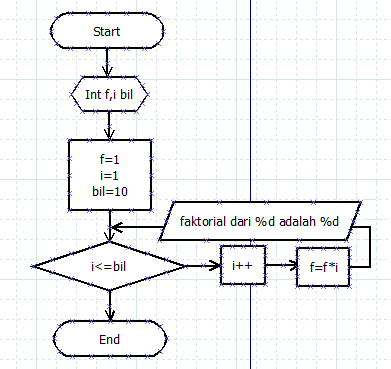 Start
Int f,i bil
f=1
i=1
bil=10
faktorial dari %d adalah %d
i<=bil
i++
f=f*i
End